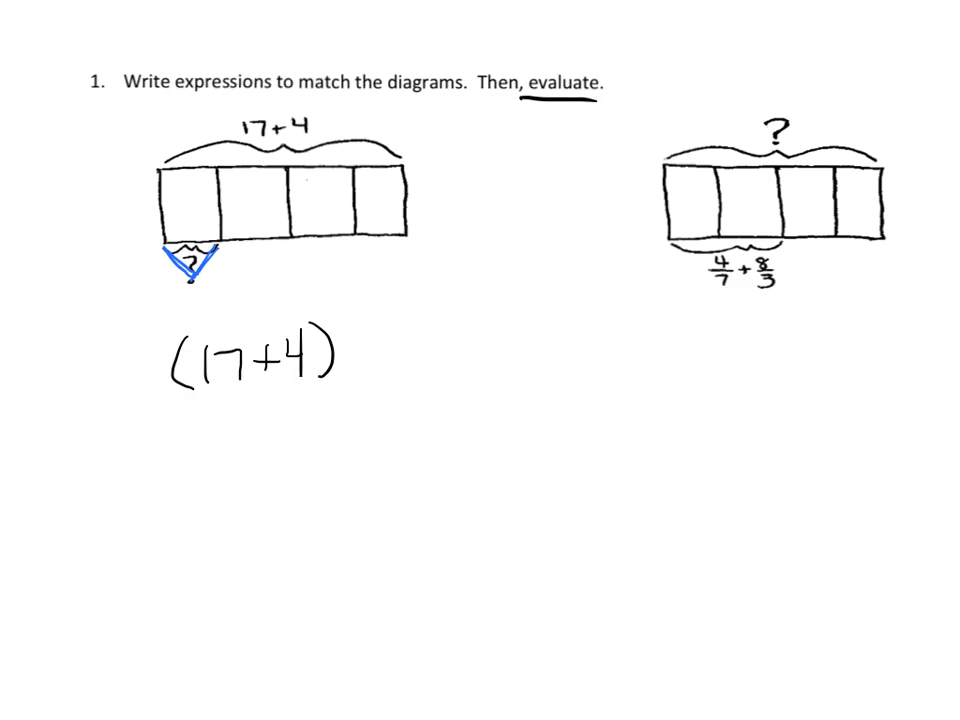 1. Write expressions to match the diagrams. Then, evaluate.
17+4
?
?
4/7 + 8/3
(17+4)